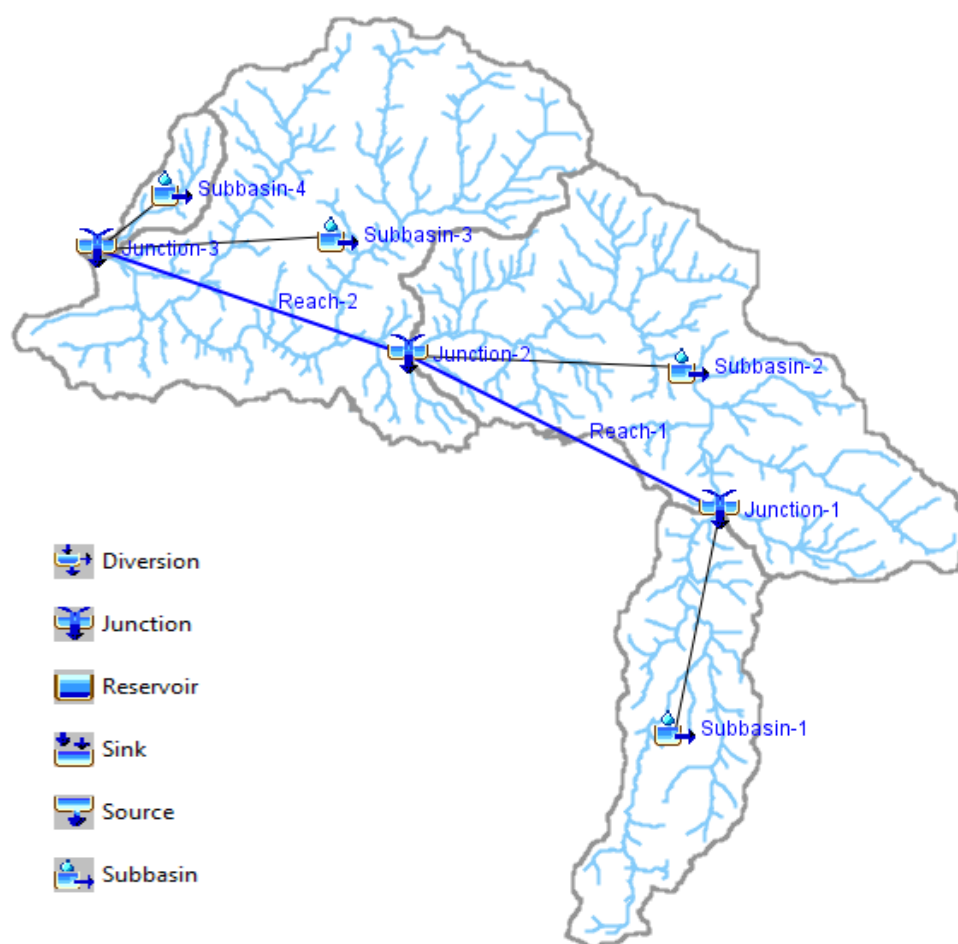 Subbasin-4
Subbasin-3
Junction-3
Reach-2
Junction-2
Subbasin-2
Reach-1
Junction-1
Subbasin-1
Diversion
Junction
Reservoir
Sink
Source
Subbasin